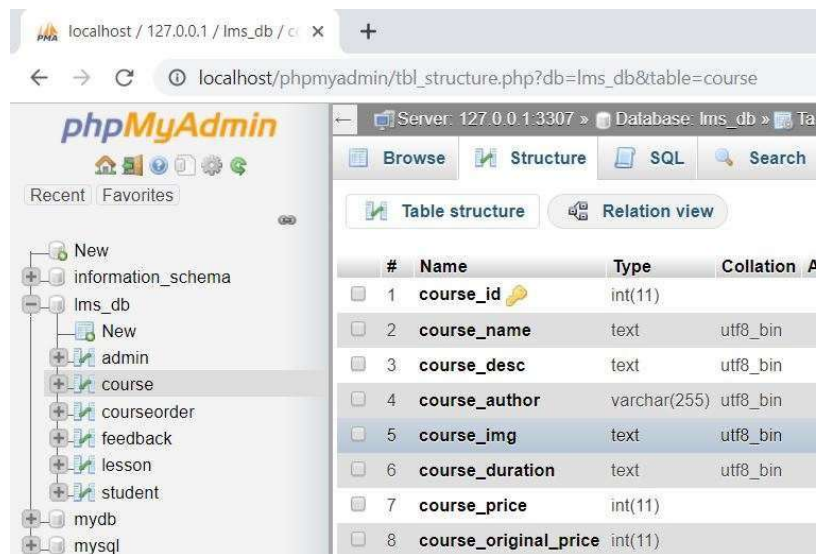 localhost / 127.0.0.1 / lms_db / c
localhost/phpmyadmin/tbl_structure.php?db=lms_db&table=course
phpMyAdmin
Recent Favorites
New
information_schema
lms_db
New
admin
course
courseorder
feedback
lesson
student
mydb
mysql
Server: 127.0.0.1:3307 » Database: lms_db » Ta
Browse Structure SQL Search
Table structure Relation view
# Name Type Collation A
1 course_id int(11)
2 course_name text utf8_bin
3 course_desc text utf8_bin
4 course_author varchar(255) utf8_bin
5 course_img text utf8_bin
6 course_duration text utf8_bin
7 course_price int(11)
8 course_original_price int(11)